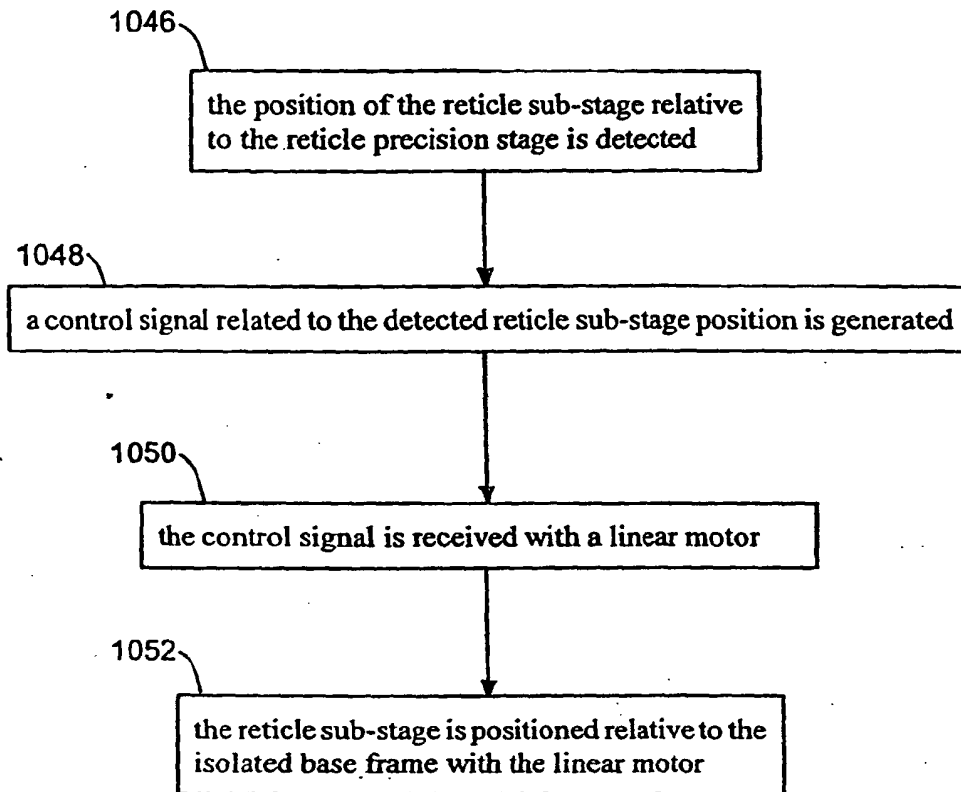 1046
the position of the reticle sub-stage relative
to the reticle precision stage is detected
1048
a control signal related to the detected reticle sub-stage position is generated
1050
the control signal is received with a linear motor
1052
the reticle sub-stage is positioned relative to the
isolated base frame with the linear motor